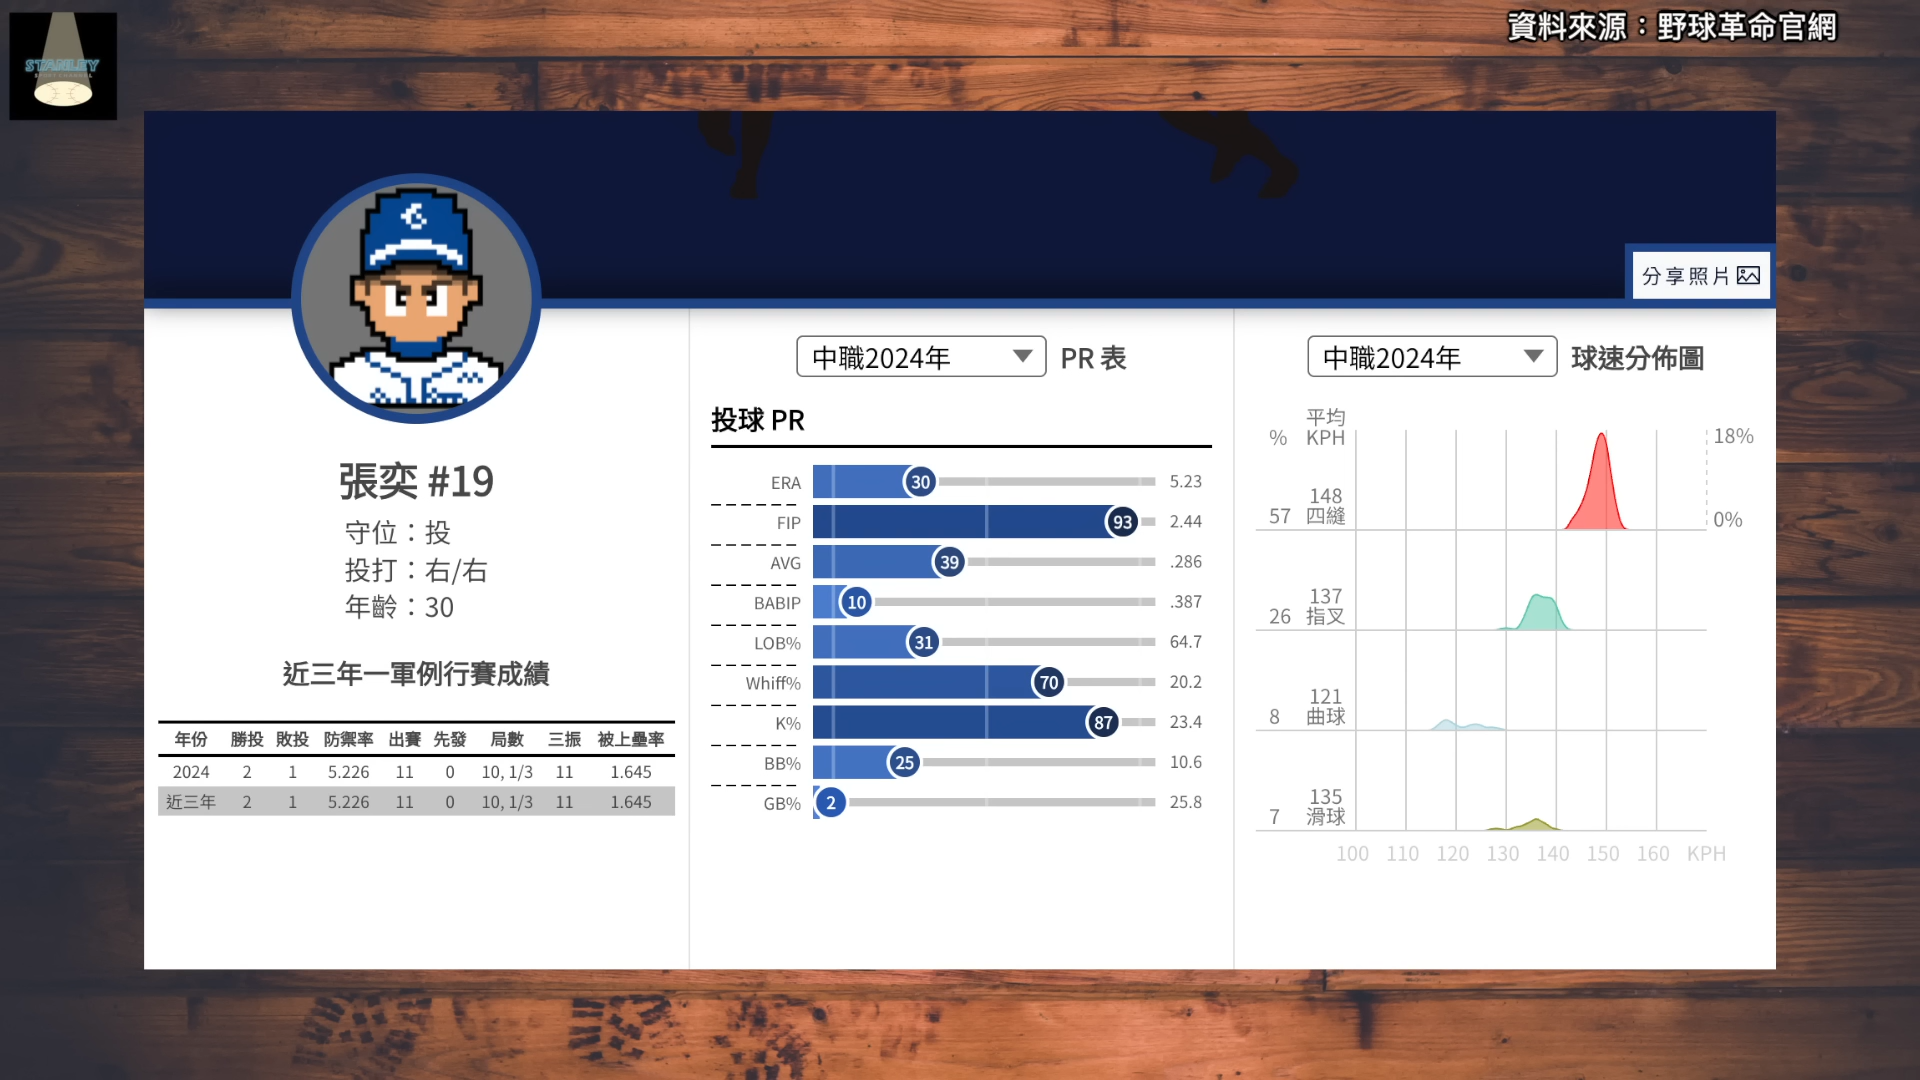 資料來源：野球革命官網
STANLEY
分享照片
張奕 #19
守位：投
投打：右/右
年齡：30
近三年一軍例行賽成績
年份 勝投 敗投 防禦率 出賽 先發 局數 三振 被上壘率
2024 2 1 5.226 11 0 10, 1/3 11 1.645
近三年 2 1 5.226 11 0 10, 1/3 11 1.645
中職2024年 PR 表
投球 PR
ERA 30 5.23
FIP 93 2.44
AVG 39 .286
BABIP 10 .387
LOB% 31 64.7
Whiff% 70 20.2
K% 87 23.4
BB% 25 10.6
GB% 2 25.8
中職2024年 球速分佈圖
% 平均
KPH
18%
0%
148
57 四縫
137
26 指叉
121
8 曲球
135
7 滑球
100 110 120 130 140 150 160 KPH